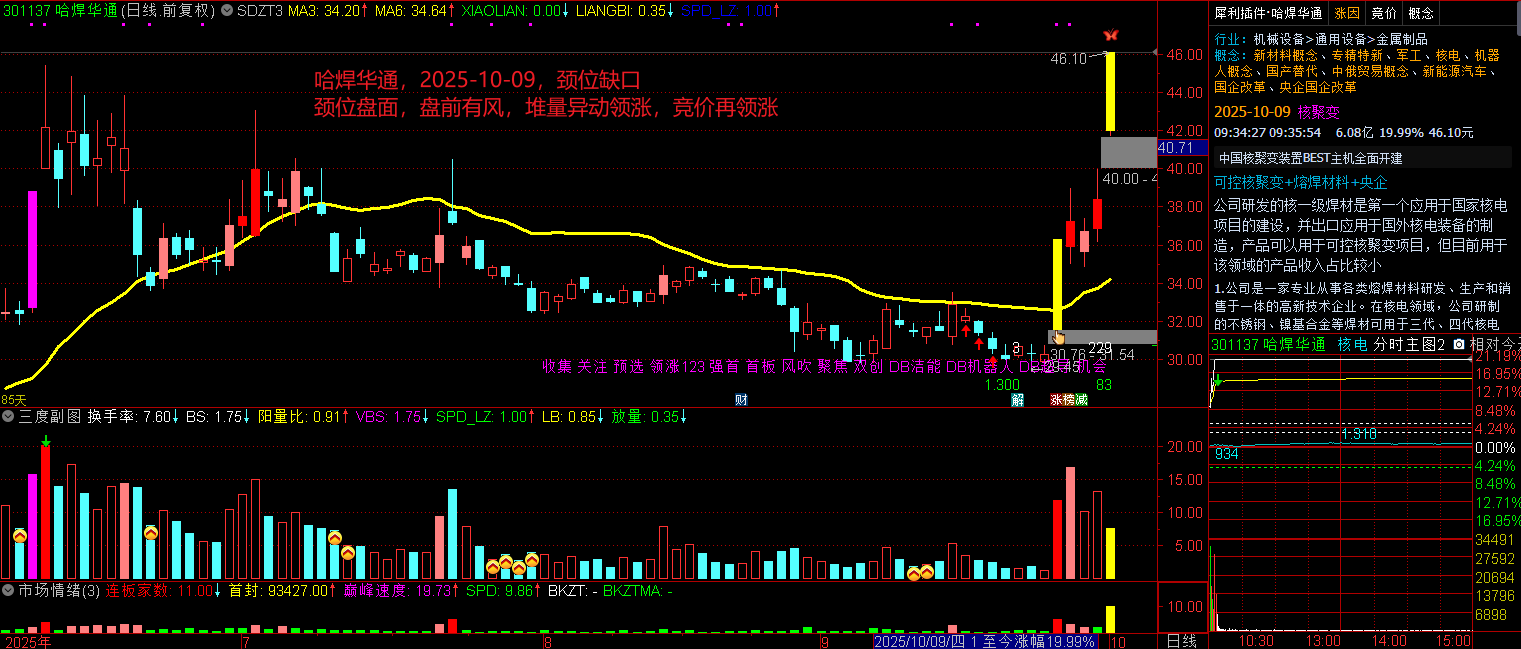 301137 哈焊华通(日线.前复权) SDZT3 MA3: 34.20↑ MA6: 34.64↑ XIAOLIAN: 0.00↓ LIANGBI: 0.35↓ SPD_LZ: 1.00↑
46.10
哈焊华通，2025-10-09，颈位缺口
颈位盘面，盘前有风，堆量异动领涨，竞价再领涨
46.00
44.00
42.00
40.71
40.00
40.00 - 4
38.00
36.00
34.00
32.00
30.00
3
229
30.76 - 31.54
29.45
收集 关注 预选 领涨123 强首 首板 风吹 聚焦 双创 DB洁能 DB机器人
机会
1.300
83
85天
财
解
涨榜减
三度副图 换手率: 7.60↓ BS: 1.75↓ 阳量比: 0.91↑ VBS: 1.75↓ SPD_LZ: 1.00↑ LB: 0.85↓ 放量: 0.35↓
20.00
15.00
10.00
5.00
市场情绪(3) 连板家数: 11.00↓ 首封: 93427.00↑ 巅峰速度: 19.73↑ SPD: 9.86↑ BKZT: - BKZTMA: -
10.00
2025年 7 8 9 2025/10/09/四 1 至今涨幅19.99% 10 日线
犀利插件·哈焊华通 涨因 竞价 概念
行业：机械设备>通用设备>金属制品
概念：新材料概念、专精特新、军工、核电、机器
人概念、国产替代、中俄贸易概念、新能源汽车、
国企改革、央企国企改革
2025-10-09 核聚变
09:34:27 09:35:54 6.08亿 19.99% 46.10元
中国核聚变装置BEST主机全面开建
可控核聚变+熔焊材料+央企
公司研发的核一级焊材是第一个应用于国家核电
项目的建设，并出口应用于国外核电装备的制
造，产品可以用于可控核聚变项目，但目前用于
该领域的产品收入占比较小
1.公司是一家专业从事各类熔焊材料研发、生产和销
售于一体的高新技术企业。在核电领域，公司研制
的不锈钢、镍基合金等焊材可用于三代、四代核电
301137 哈焊华通 核电 分时主图2 相对今
21.19%
16.95%
12.71%
8.48%
4.24%
0.00%
4.24%
8.48%
12.71%
16.95%
1.310
934
34491
27592
20694
13796
6898
10:30 13:00 14:00 15:00